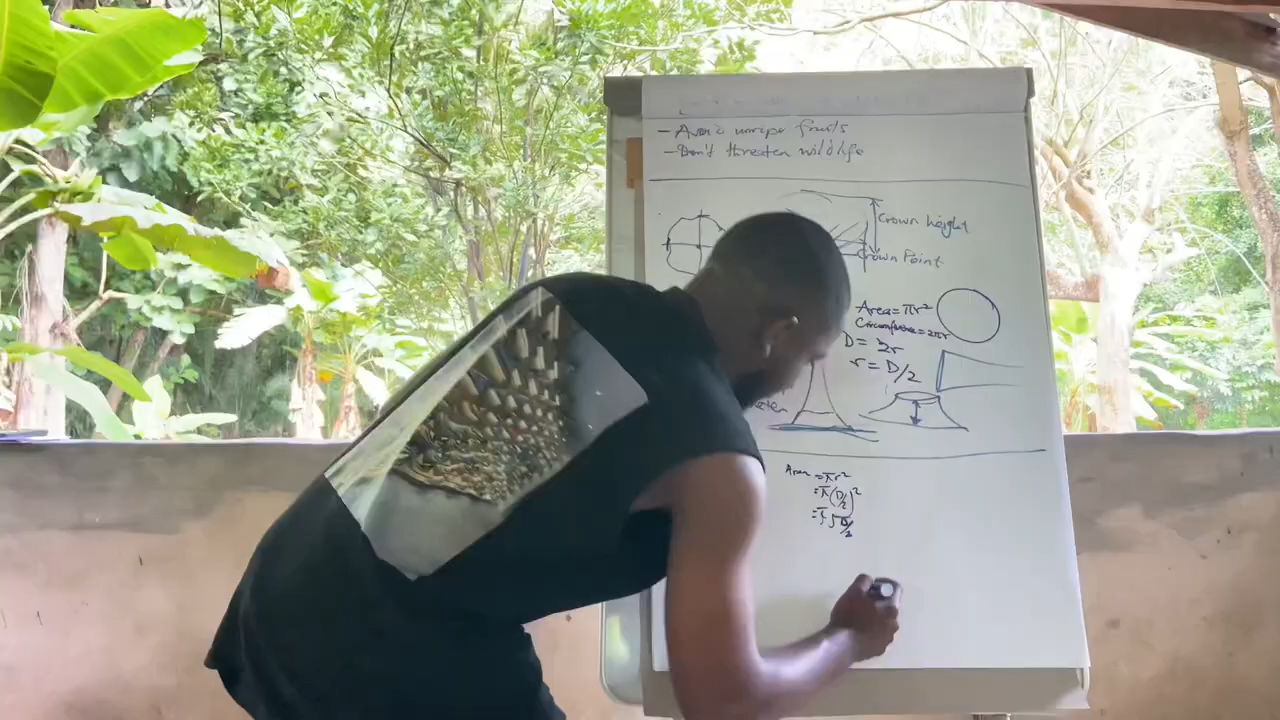 - Avoid unripe fruits
- Don't threaten wildlife
Crown height
Crown Point.
Area = πr²
Circumference = 2πr
D = 2r
r = D/2
Area = πr²
= π(D/2)²